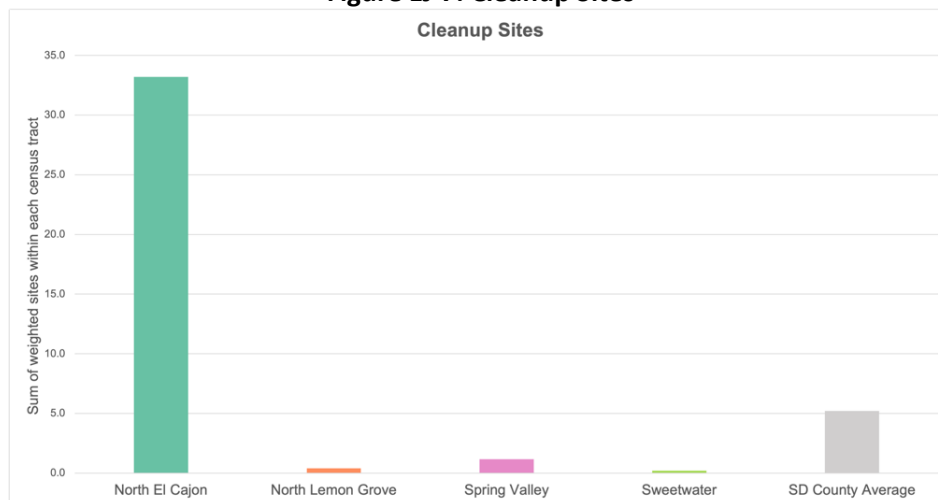 Cleanup Sites
35.0
30.0
25.0
20.0
15.0
10.0
5.0
0.0
Sum of weighted sites within each census tract
North El Cajon
North Lemon Grove
Spring Valley
Sweetwater
SD County Average